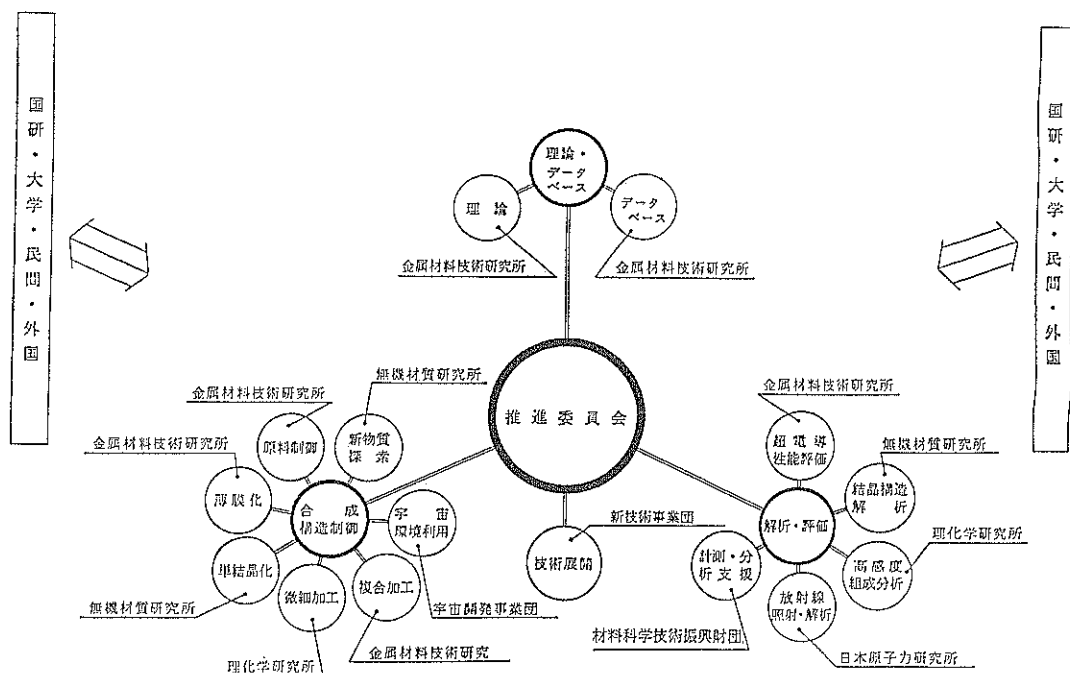 国研・大学・民間・外国
国研・大学・民間・外国
理論・
データ
ベース
理論
データ
ベース
金属材料技術研究所
金属材料技術研究所
推進委員会
無機材質研究所
金属材料技術研究所
金属材料技術研究所
原料制御
新物質
探索
薄膜化
合成
構造制御
宇宙
環境利用
単結晶化
微細加工
複合加工
無機材質研究所
宇宙開発事業団
理化学研究所
金属材料技術研究
新技術事業団
技術展開
金属材料技術研究所
超電導
性能評価
無機材質研究所
結晶構造
解析
解析・評価
理化学研究所
計測・分
析支援
高感度
組成分析
放射線
照射・解析
材料科学技術振興財団
日本原子力研究所